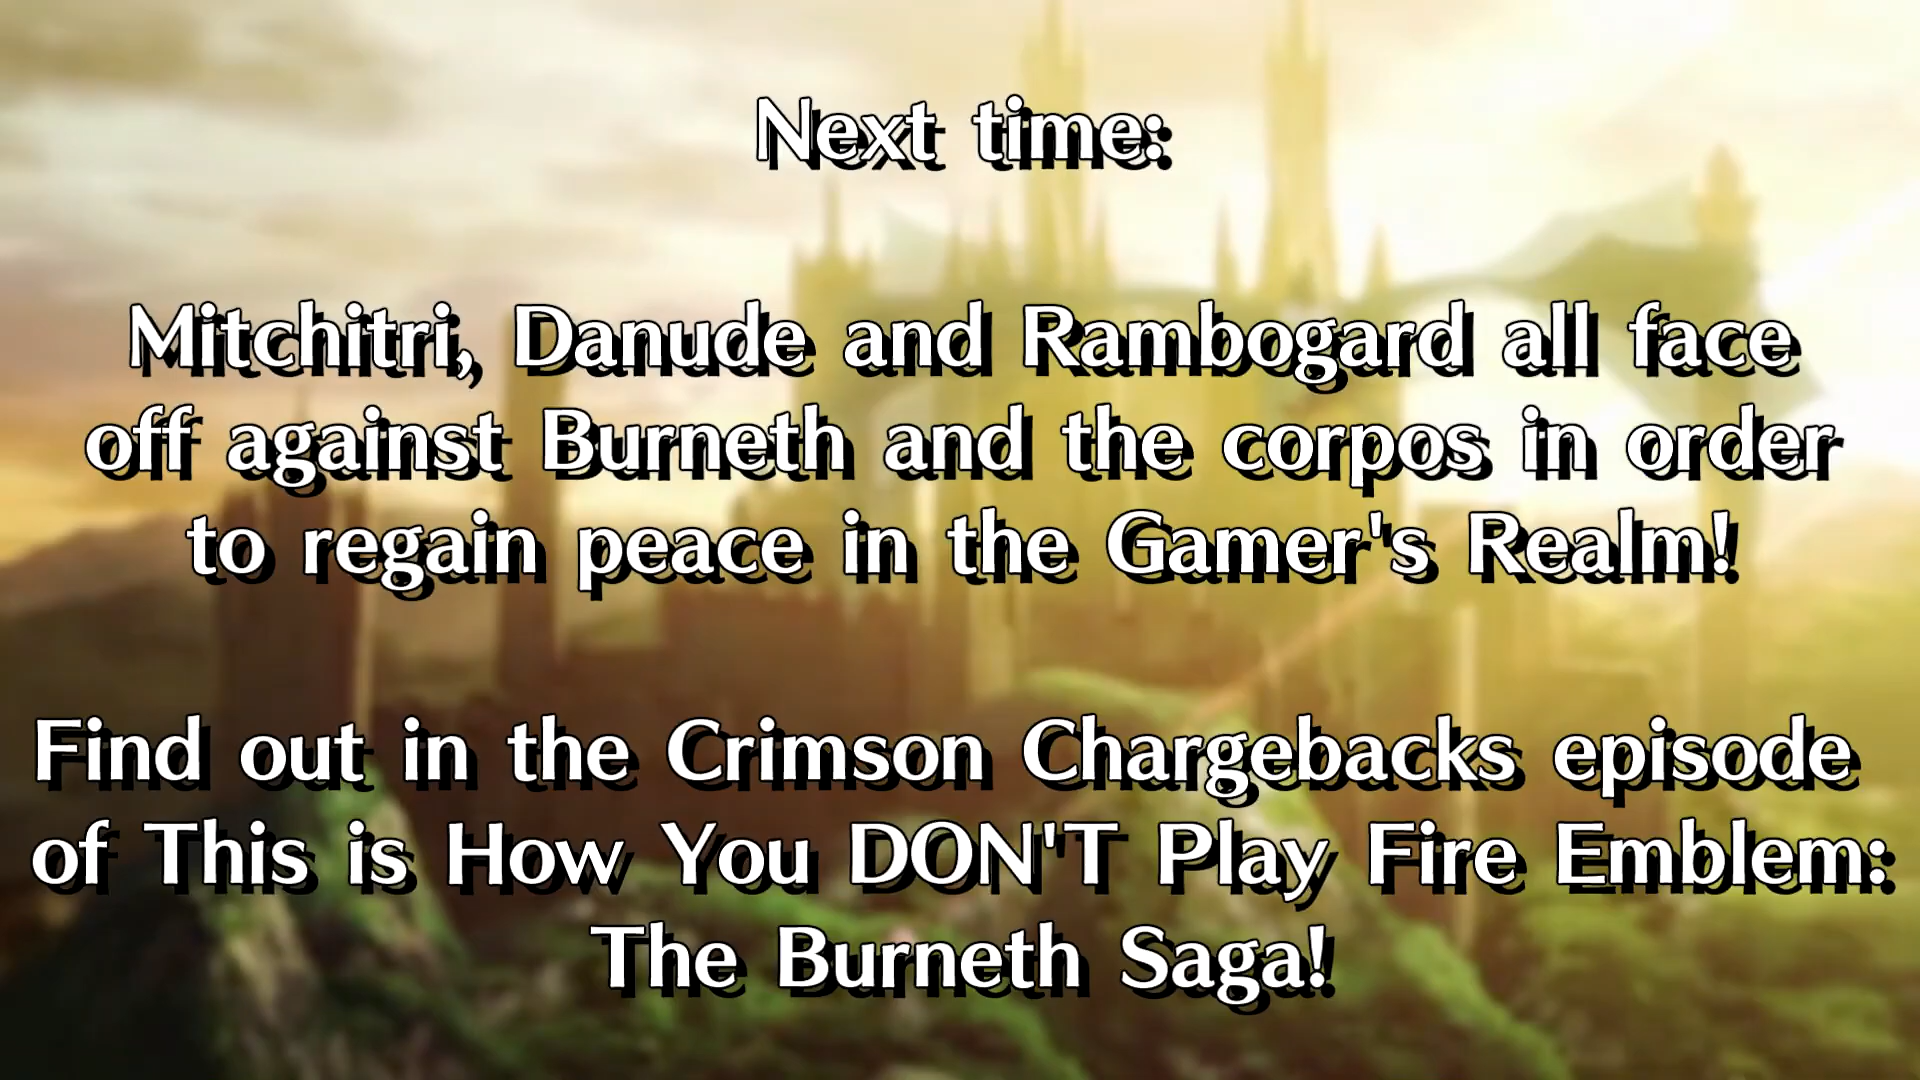 Next time:
Mitchitri, Danude and Rambogard all face
off against Burneth and the corpos in order
to regain peace in the Gamer's Realm!
Find out in the Crimson Chargebacks episode
of This is How You DON'T Play Fire Emblem:
The Burneth Saga!